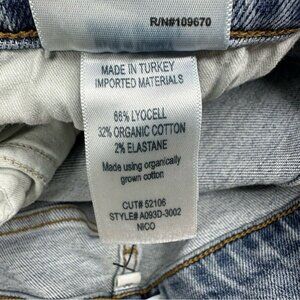 R/N#109670
MADE IN TURKEY
IMPORTED MATERIALS
66% LYOCELL
32% ORGANIC COTTON
2% ELASTANE
Made using organically
grown cotton
CUT# 52106
STYLE# A093D-3002
NICO